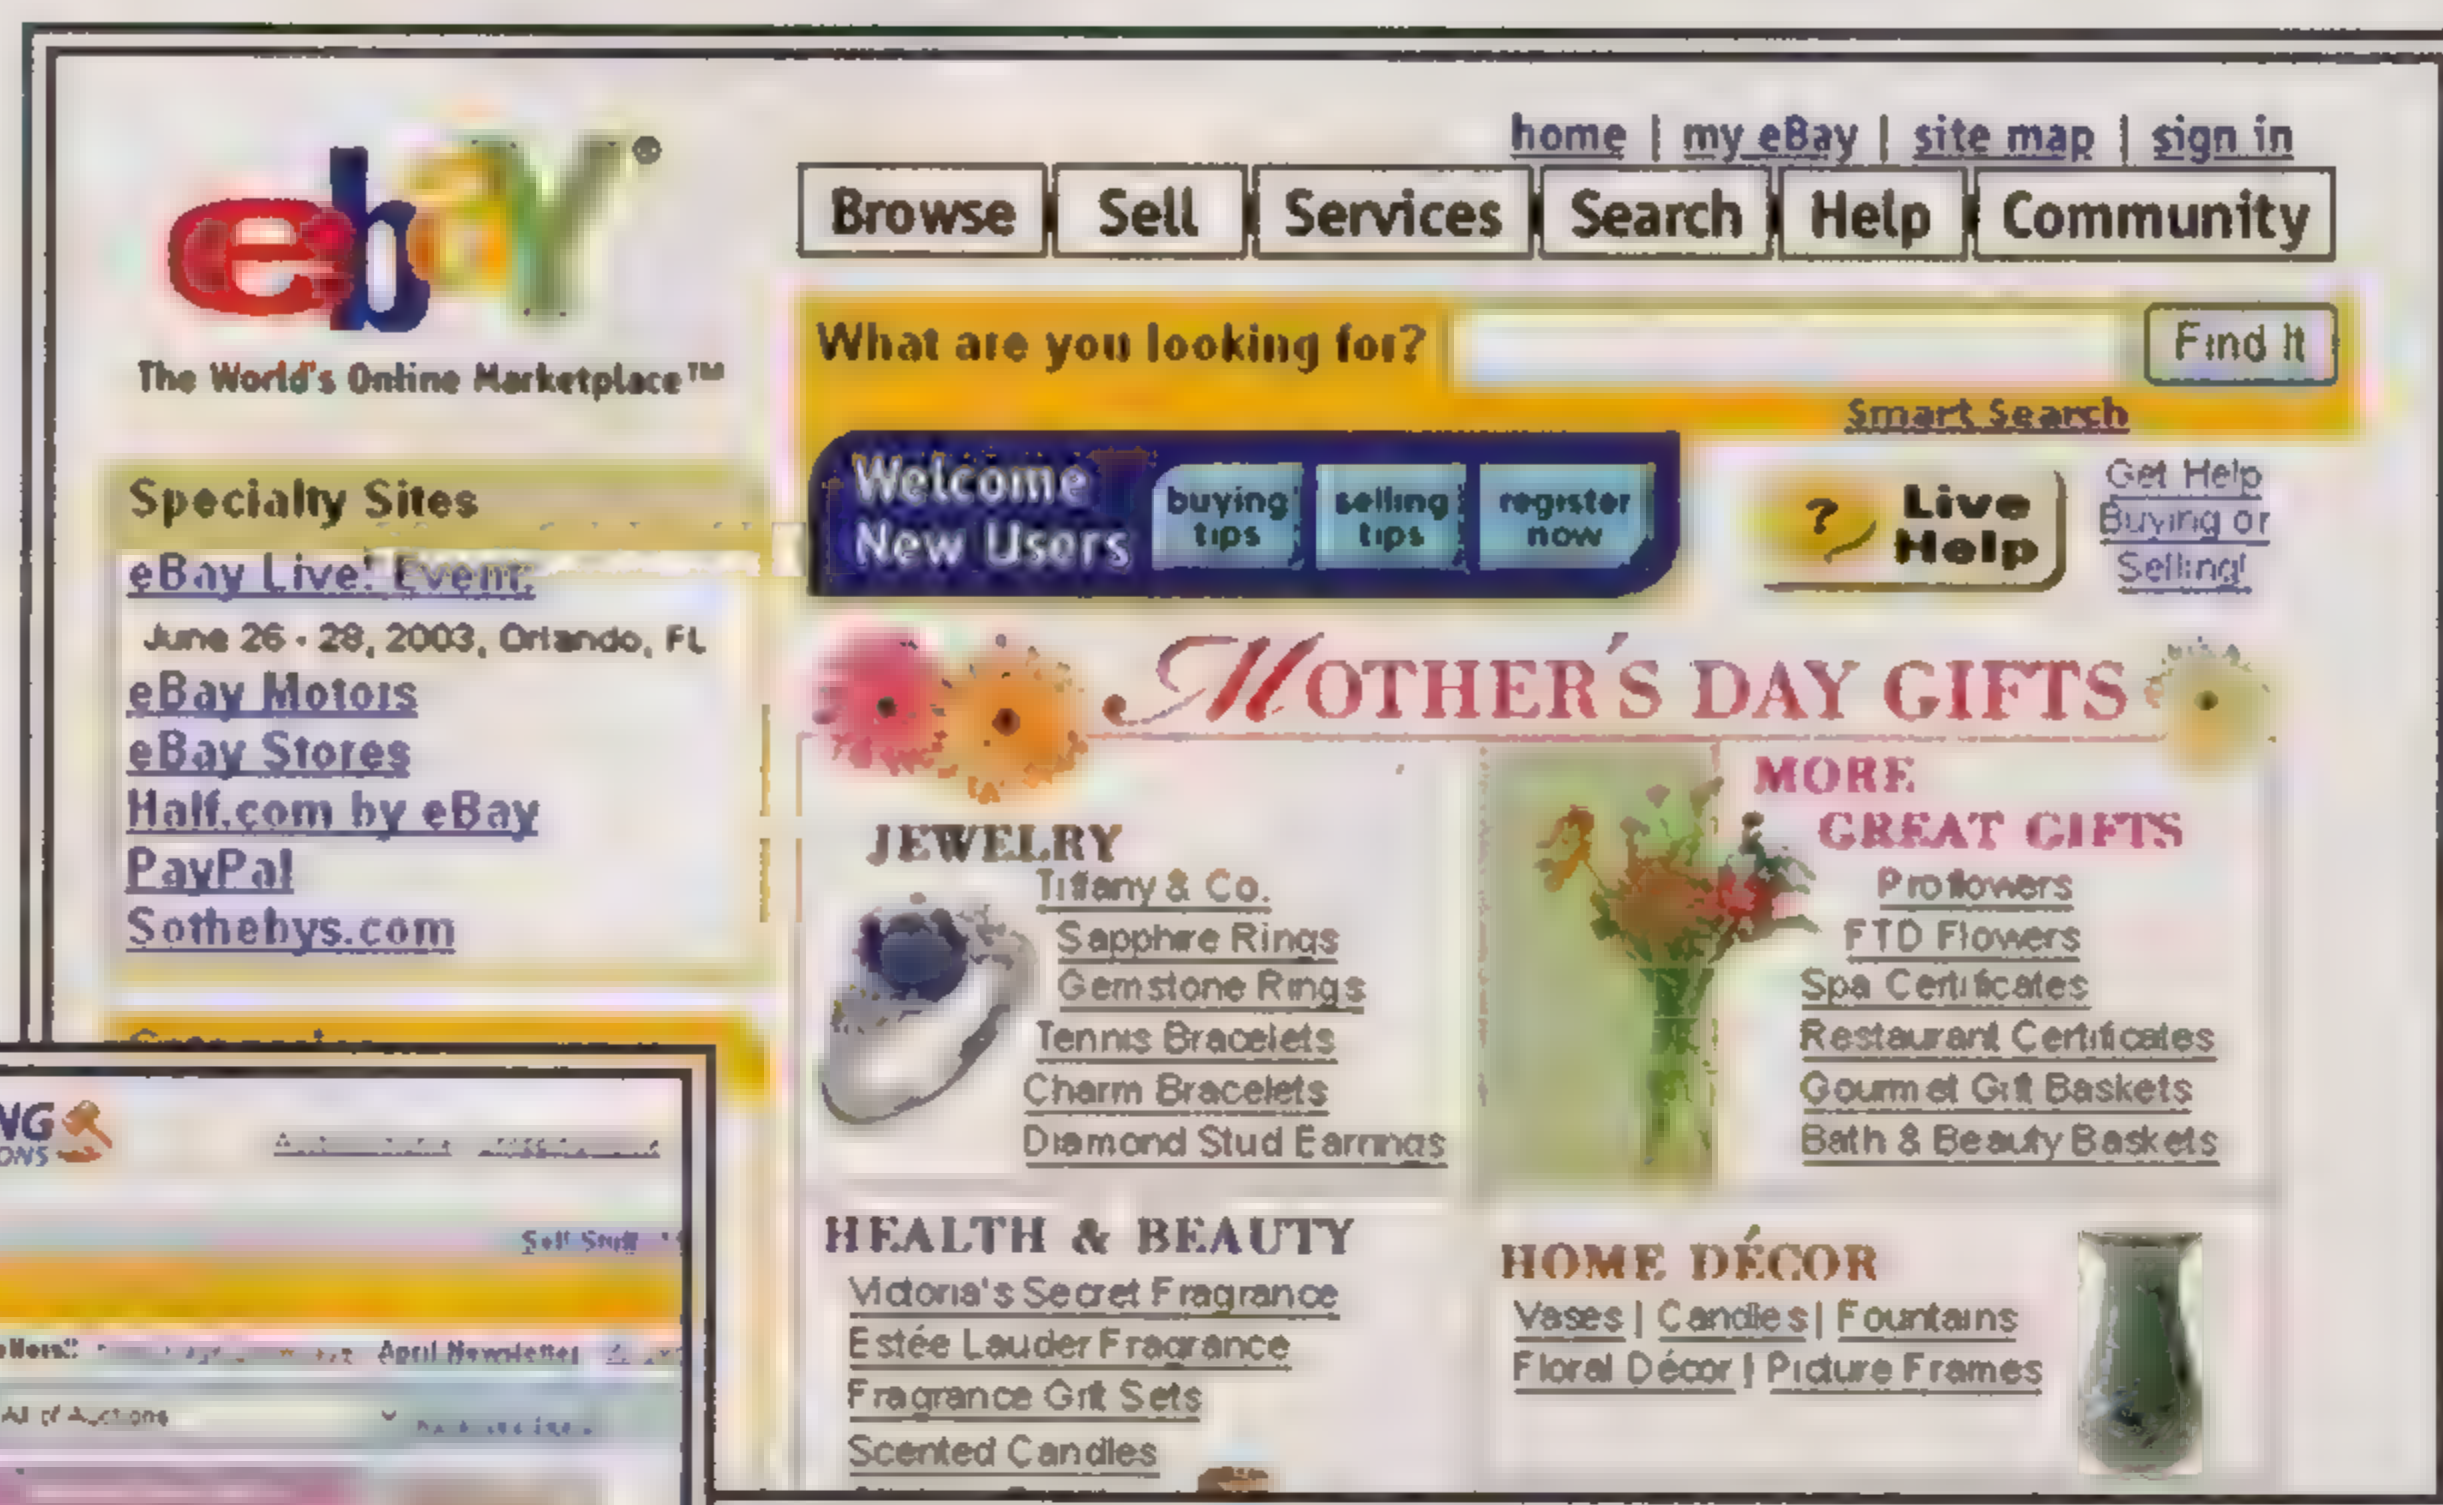 ebaY
The World's Online Marketplace™
home | my eBay | site map | sign in
Browse Sell Services Search Help Community
What are you looking for? Find It
Smart Search
Welcome New Users
buying tips
selling tips
register now
? Live Help
Get Help
Buying or
Selling!
Specialty Sites
eBay Live! Event,
June 26 - 28, 2003, Orlando, FL
eBay Motors
eBay Stores
Half.com by eBay
PayPal
Sothebys.com
MOTHER'S DAY GIFTS
JEWELRY
Tiffany & Co.
Sapphire Rings
Gemstone Rings
Tennis Bracelets
Charm Bracelets
Diamond Stud Earrings
MORE
GREAT GIFTS
Proflowers
FTD Flowers
Spa Certificates
Restaurant Certificates
Gourmet Gift Baskets
Bath & Beauty Baskets
HEALTH & BEAUTY
Victoria's Secret Fragrance
Estée Lauder Fragrance
Fragrance Gift Sets
Scented Candles
HOME DÉCOR
Vases | Candles | Fountains
Floral Décor | Picture Frames
NG
ONS
Sell Stuff
April Newsletter
All of Auctions